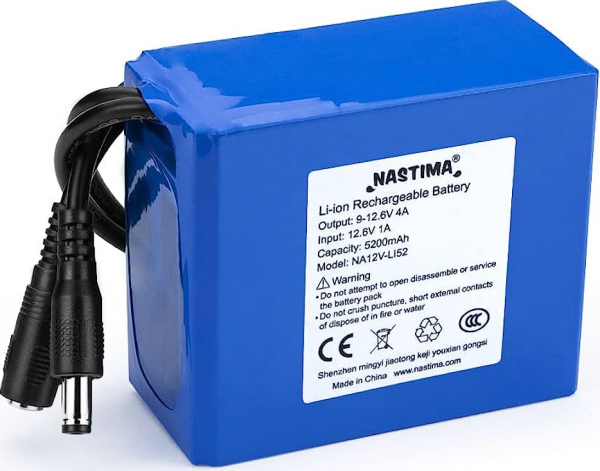 NASTIMA®
Li-ion Rechargeable Battery
Output: 9-12.6V 4A
Input: 12.6V 1A
Capacity: 5200mAh
Model: NA12V-LI52
⚠ Warning
• Do not attempt to open disassemble or service
the battery pack
• Do not crush puncture, short external contacts
of dispose of in fire or water
CE
CCC
Shenzhen mingyi jiaotong keji youxian gongsi
Made in China www.nastima.com